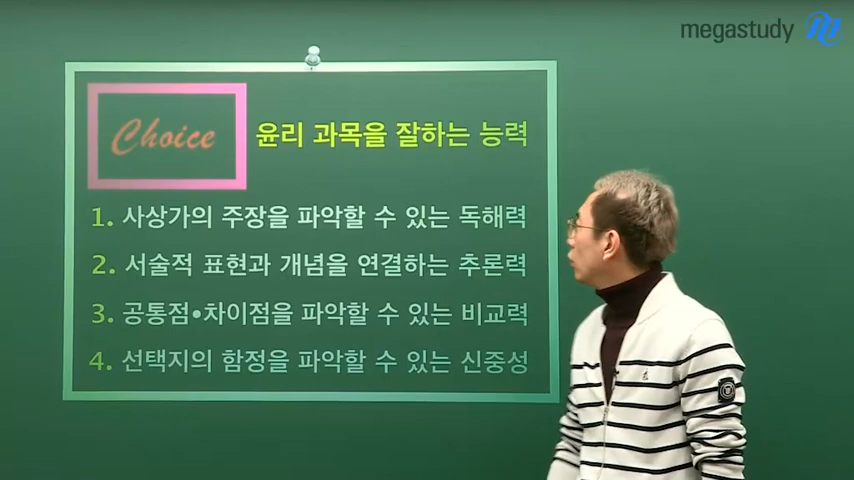 megastudy
Choice
윤리 과목을 잘하는 능력
1. 사상가의 주장을 파악할 수 있는 독해력
2. 서술적 표현과 개념을 연결하는 추론력
3. 공통점•차이점을 파악할 수 있는 비교력
4. 선택지의 함정을 파악할 수 있는 신중성